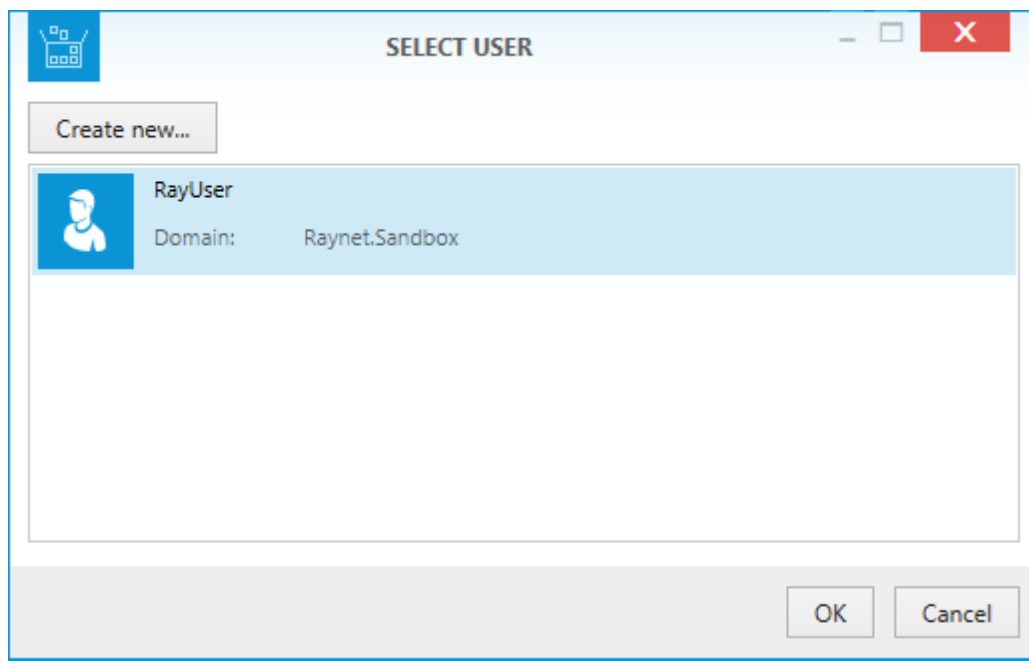 SELECT USER
Create new...
RayUser
Domain: Raynet.Sandbox
OK Cancel